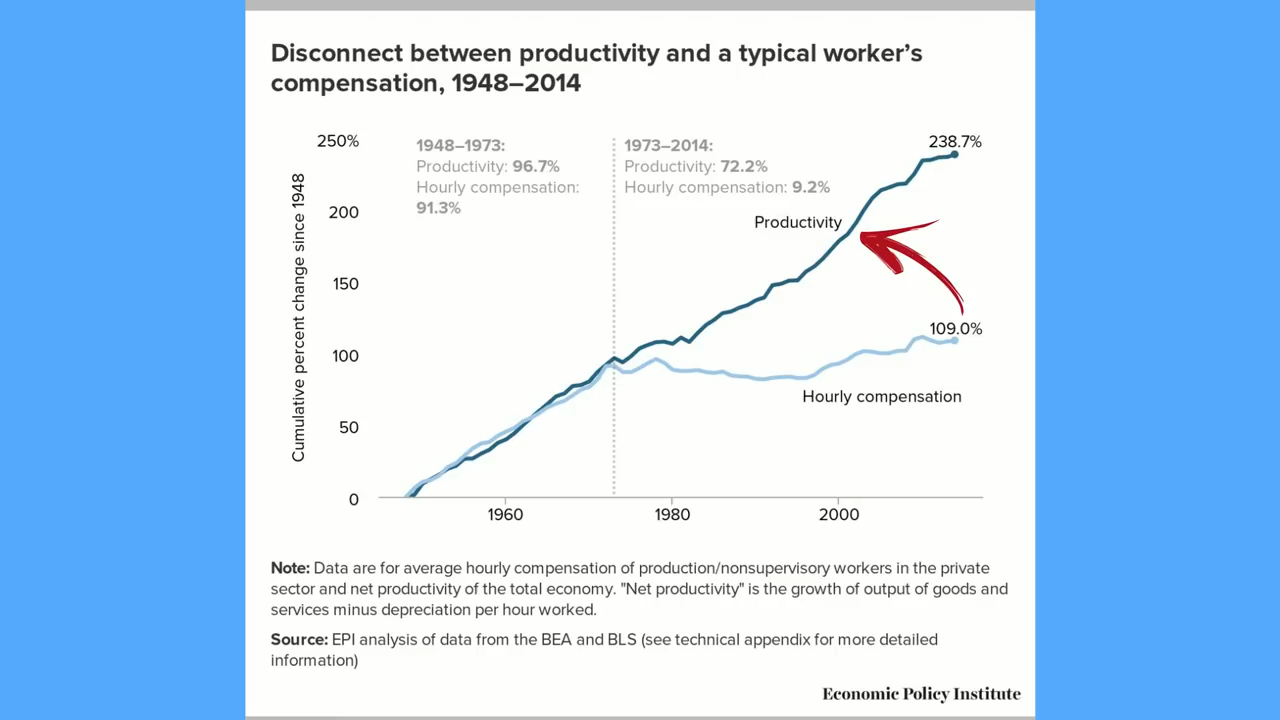 Disconnect between productivity and a typical worker’s
compensation, 1948–2014
Cumulative percent change since 1948
250%
200
150
100
50
0
1948–1973:
Productivity: 96.7%
Hourly compensation:
91.3%
1973–2014:
Productivity: 72.2%
Hourly compensation: 9.2%
238.7%
Productivity
109.0%
Hourly compensation
1960
1980
2000
Note: Data are for average hourly compensation of production/nonsupervisory workers in the private
sector and net productivity of the total economy. "Net productivity" is the growth of output of goods and
services minus depreciation per hour worked.
Source: EPI analysis of data from the BEA and BLS (see technical appendix for more detailed
information)
Economic Policy Institute